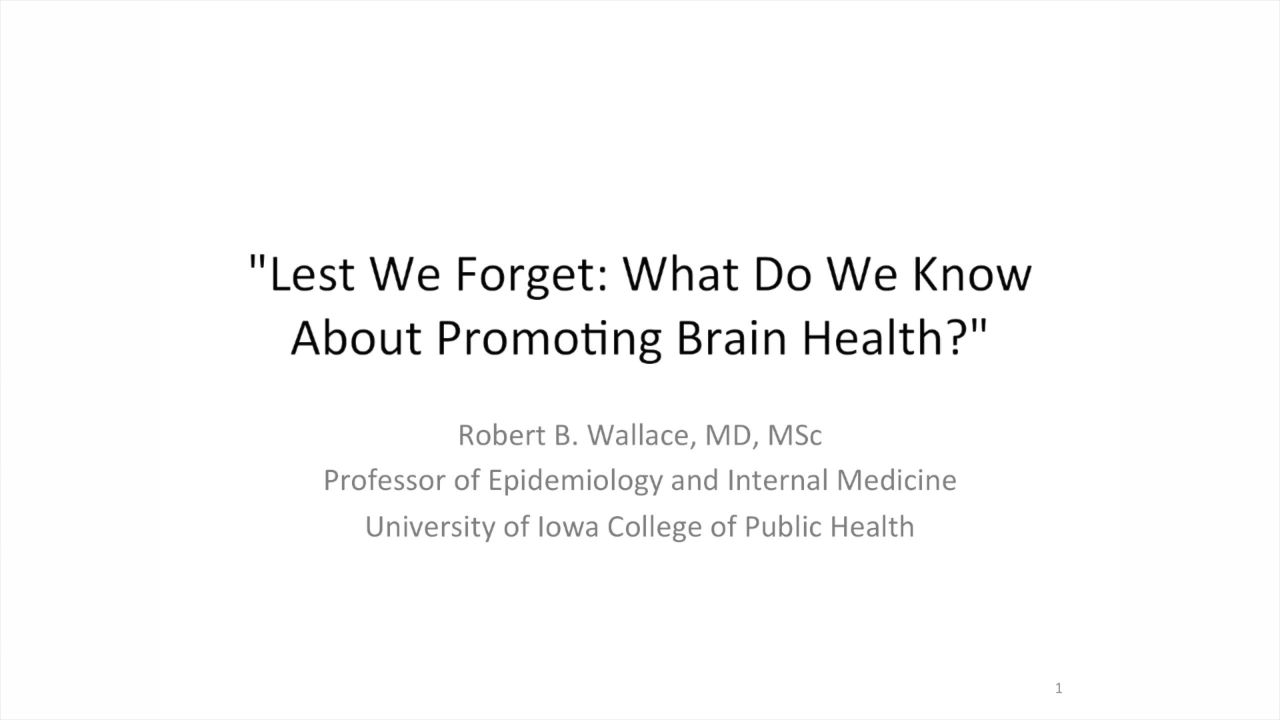 "Lest We Forget: What Do We Know
About Promoting Brain Health?"
Robert B. Wallace, MD, MSc
Professor of Epidemiology and Internal Medicine
University of Iowa College of Public Health
1